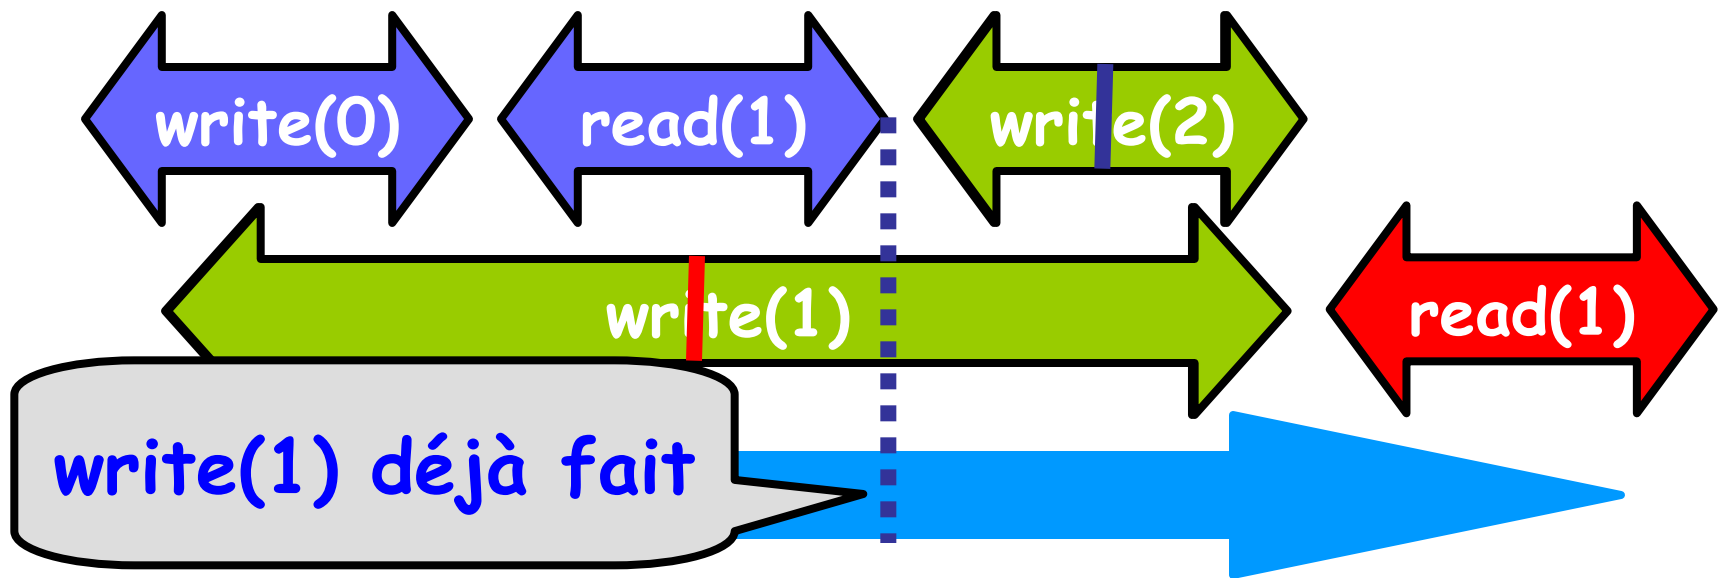 write(0) read(1) write(2)
write(1) read(1)
write(1) déjà fait